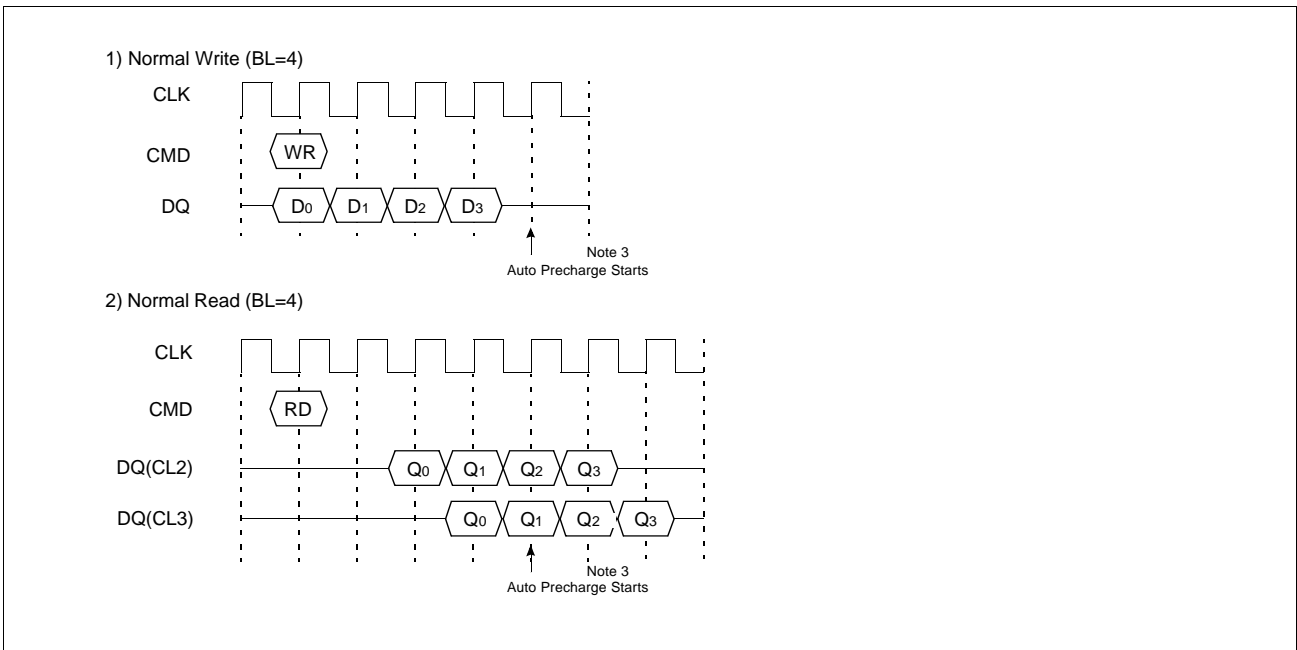 1) Normal Write (BL=4)
CLK
CMD WR
DQ D0 D1 D2 D3
Note 3
Auto Precharge Starts
2) Normal Read (BL=4)
CLK
CMD RD
DQ(CL2) Q0 Q1 Q2 Q3
DQ(CL3) Q0 Q1 Q2 Q3
Note 3
Auto Precharge Starts